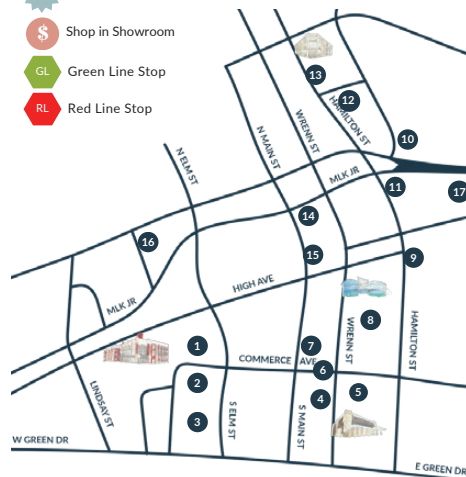 $ Shop in Showroom
GL Green Line Stop
RL Red Line Stop
13
12
HAMILTON ST
WRENN ST
N MAIN ST
10
N ELM ST
MLK JR
11
17
14
16
15
9
HIGH AVE
MLK JR
8
WRENN ST
HAMILTON ST
1
7
COMMERCE AVE
6
2
5
4
LINDSAY ST
3
S ELM ST
S MAIN ST
W GREEN DR
E GREEN DR